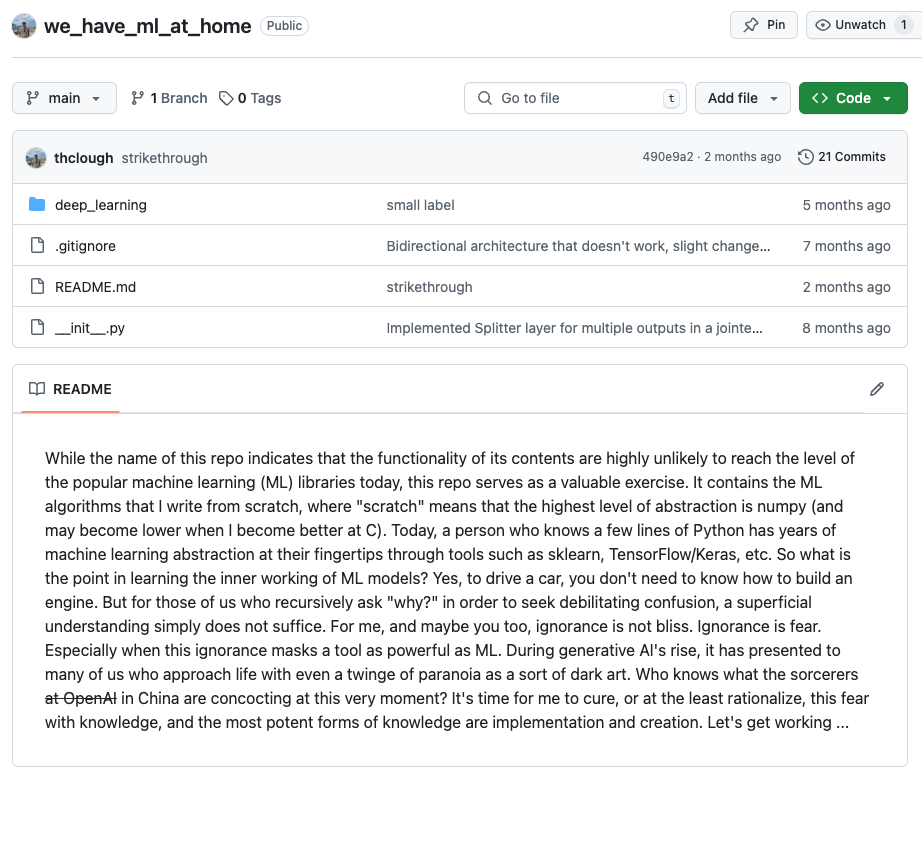 we_have_ml_at_home Public Pin Unwatch 1
main 1 Branch 0 Tags Go to file t Add file Code
thclough strikethrough 490e9a2 · 2 months ago 21 Commits
deep_learning small label 5 months ago
.gitignore Bidirectional architecture that doesn't work, slight change... 7 months ago
README.md strikethrough 2 months ago
__init__.py Implemented Splitter layer for multiple outputs in a jointe... 8 months ago
README
While the name of this repo indicates that the functionality of its contents are highly unlikely to reach the level of
the popular machine learning (ML) libraries today, this repo serves as a valuable exercise. It contains the ML
algorithms that I write from scratch, where "scratch" means that the highest level of abstraction is numpy (and
may become lower when I become better at C). Today, a person who knows a few lines of Python has years of
machine learning abstraction at their fingertips through tools such as sklearn, TensorFlow/Keras, etc. So what is
the point in learning the inner working of ML models? Yes, to drive a car, you don't need to know how to build an
engine. But for those of us who recursively ask "why?" in order to seek debilitating confusion, a superficial
understanding simply does not suffice. For me, and maybe you too, ignorance is not bliss. Ignorance is fear.
Especially when this ignorance masks a tool as powerful as ML. During generative AI's rise, it has presented to
many of us who approach life with even a twinge of paranoia as a sort of dark art. Who knows what the sorcerers
at OpenAI in China are concocting at this very moment? It's time for me to cure, or at the least rationalize, this fear
with knowledge, and the most potent forms of knowledge are implementation and creation. Let's get working ...